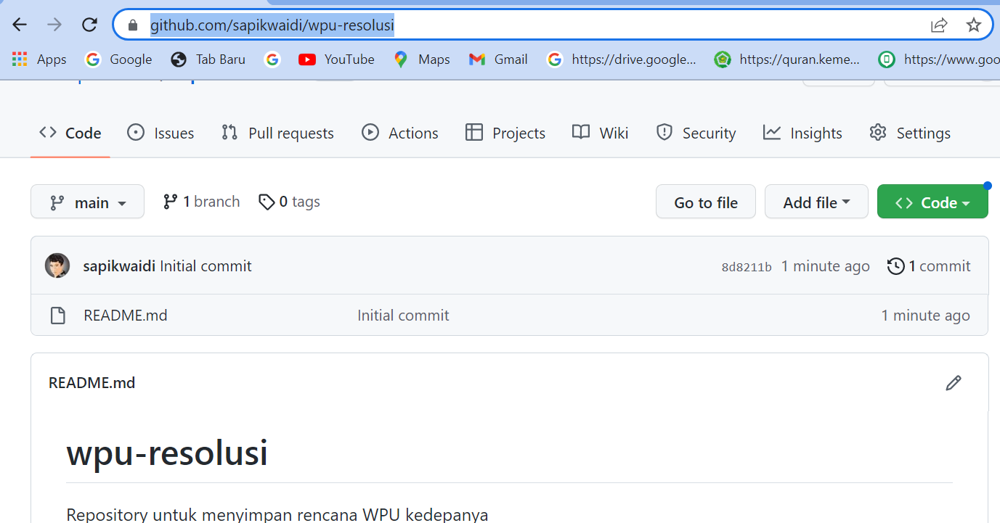 github.com/sapikwaidi/wpu-resolusi
Apps Google Tab Baru YouTube Maps Gmail https://drive.google... https://quran.keme... https://www.goo
Code Issues Pull requests Actions Projects Wiki Security Insights Settings
main 1 branch 0 tags Go to file Add file Code
sapikwaidi Initial commit 8d8211b 1 minute ago 1 commit
README.md Initial commit 1 minute ago
README.md
wpu-resolusi
Repository untuk menyimpan rencana WPU kedepanya